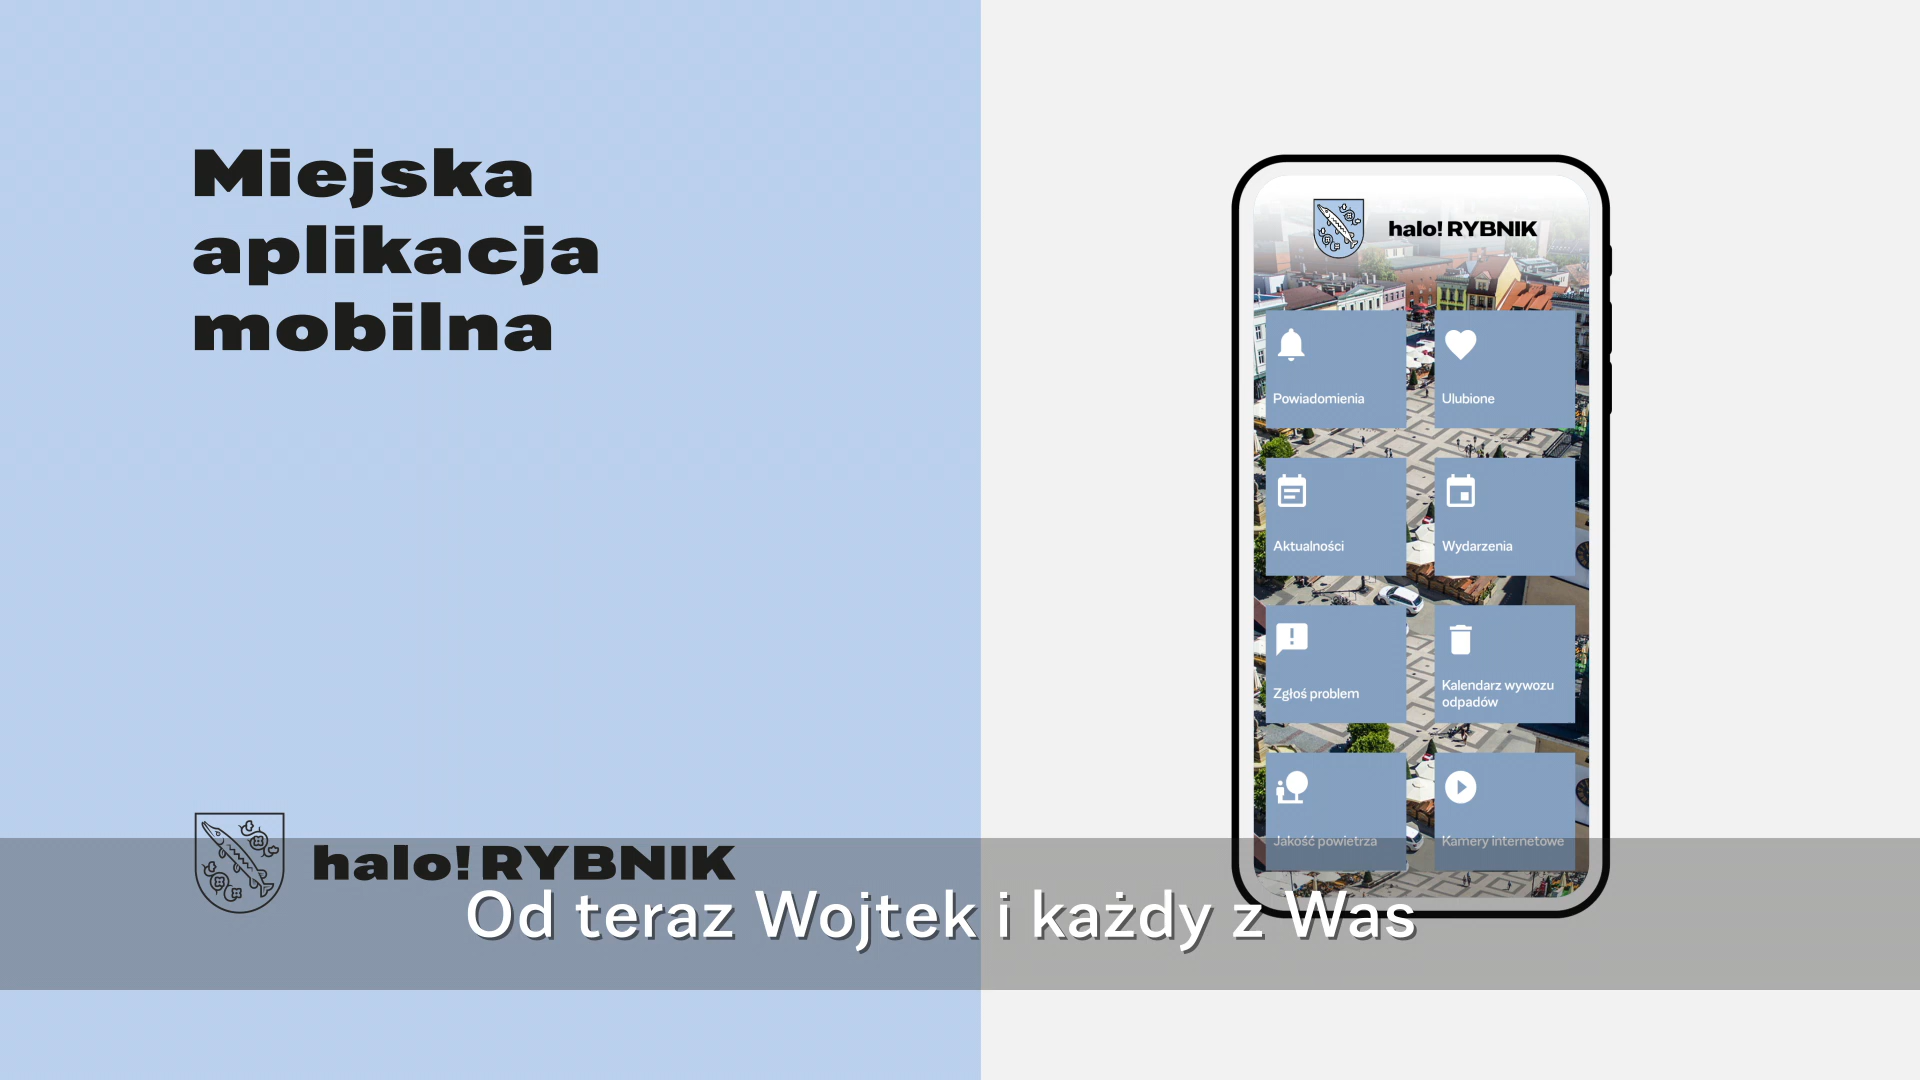 Miejska
aplikacja
mobilna
halo! RYBNIK
Powiadomienia
Ulubione
Aktualności
Wydarzenia
Zgłoś problem
Kalendarz wywozu
odpadów
Jakość powietrza
Kamery internetowe
halo! RYBNIK
Od teraz Wojtek i każdy z Was